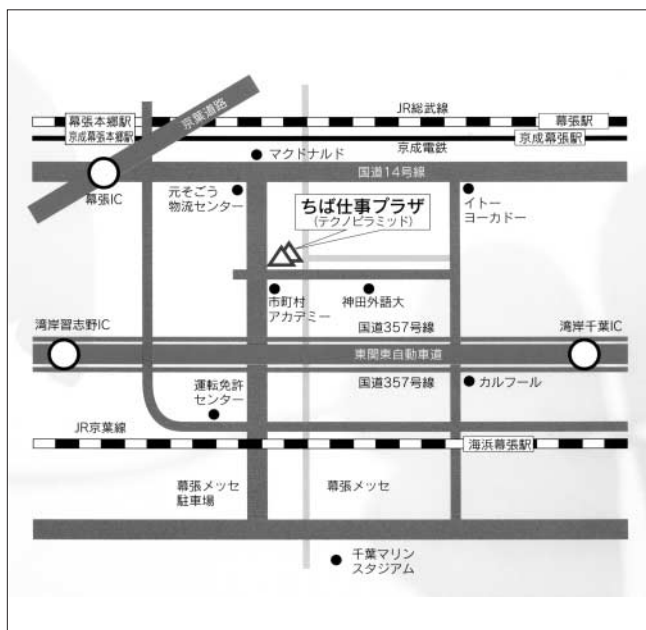 JR総武線
幕張本郷駅
幕張駅
京成幕張本郷駅
京成電鉄
京成幕張駅
京葉道路
マクドナルド
国道14号線
幕張IC
元そごう
物流センター
ちば仕事プラザ
(テクノピラミッド)
イトー
ヨーカドー
市町村
アカデミー
神田外語大
国道357号線
湾岸習志野IC
湾岸千葉IC
東関東自動車道
国道357号線
運転免許
センター
カルフール
JR京葉線
海浜幕張駅
幕張メッセ
駐車場
幕張メッセ
千葉マリン
スタジアム